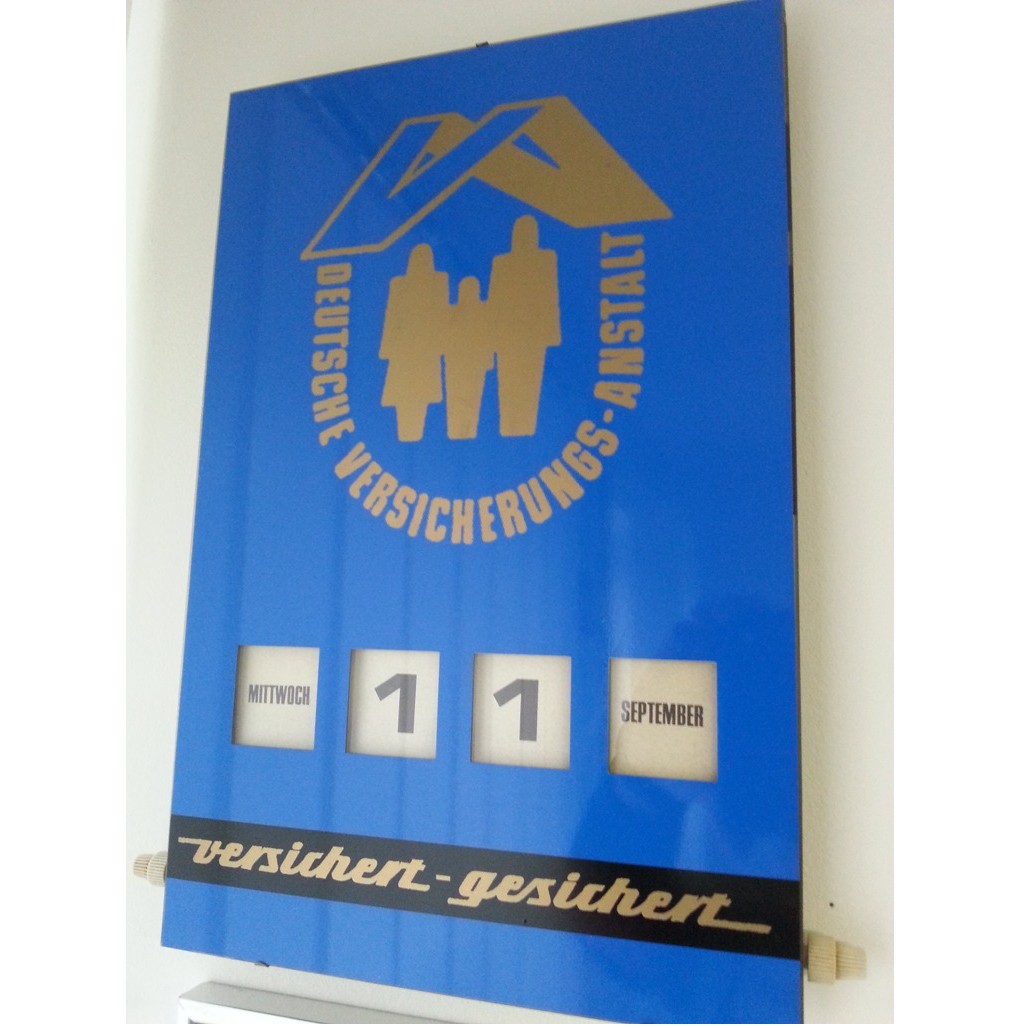 DEUTSCHE VERSICHERUNGS-ANSTALT
MITTWOCH 1 1 SEPTEMBER
versichert - gesichert